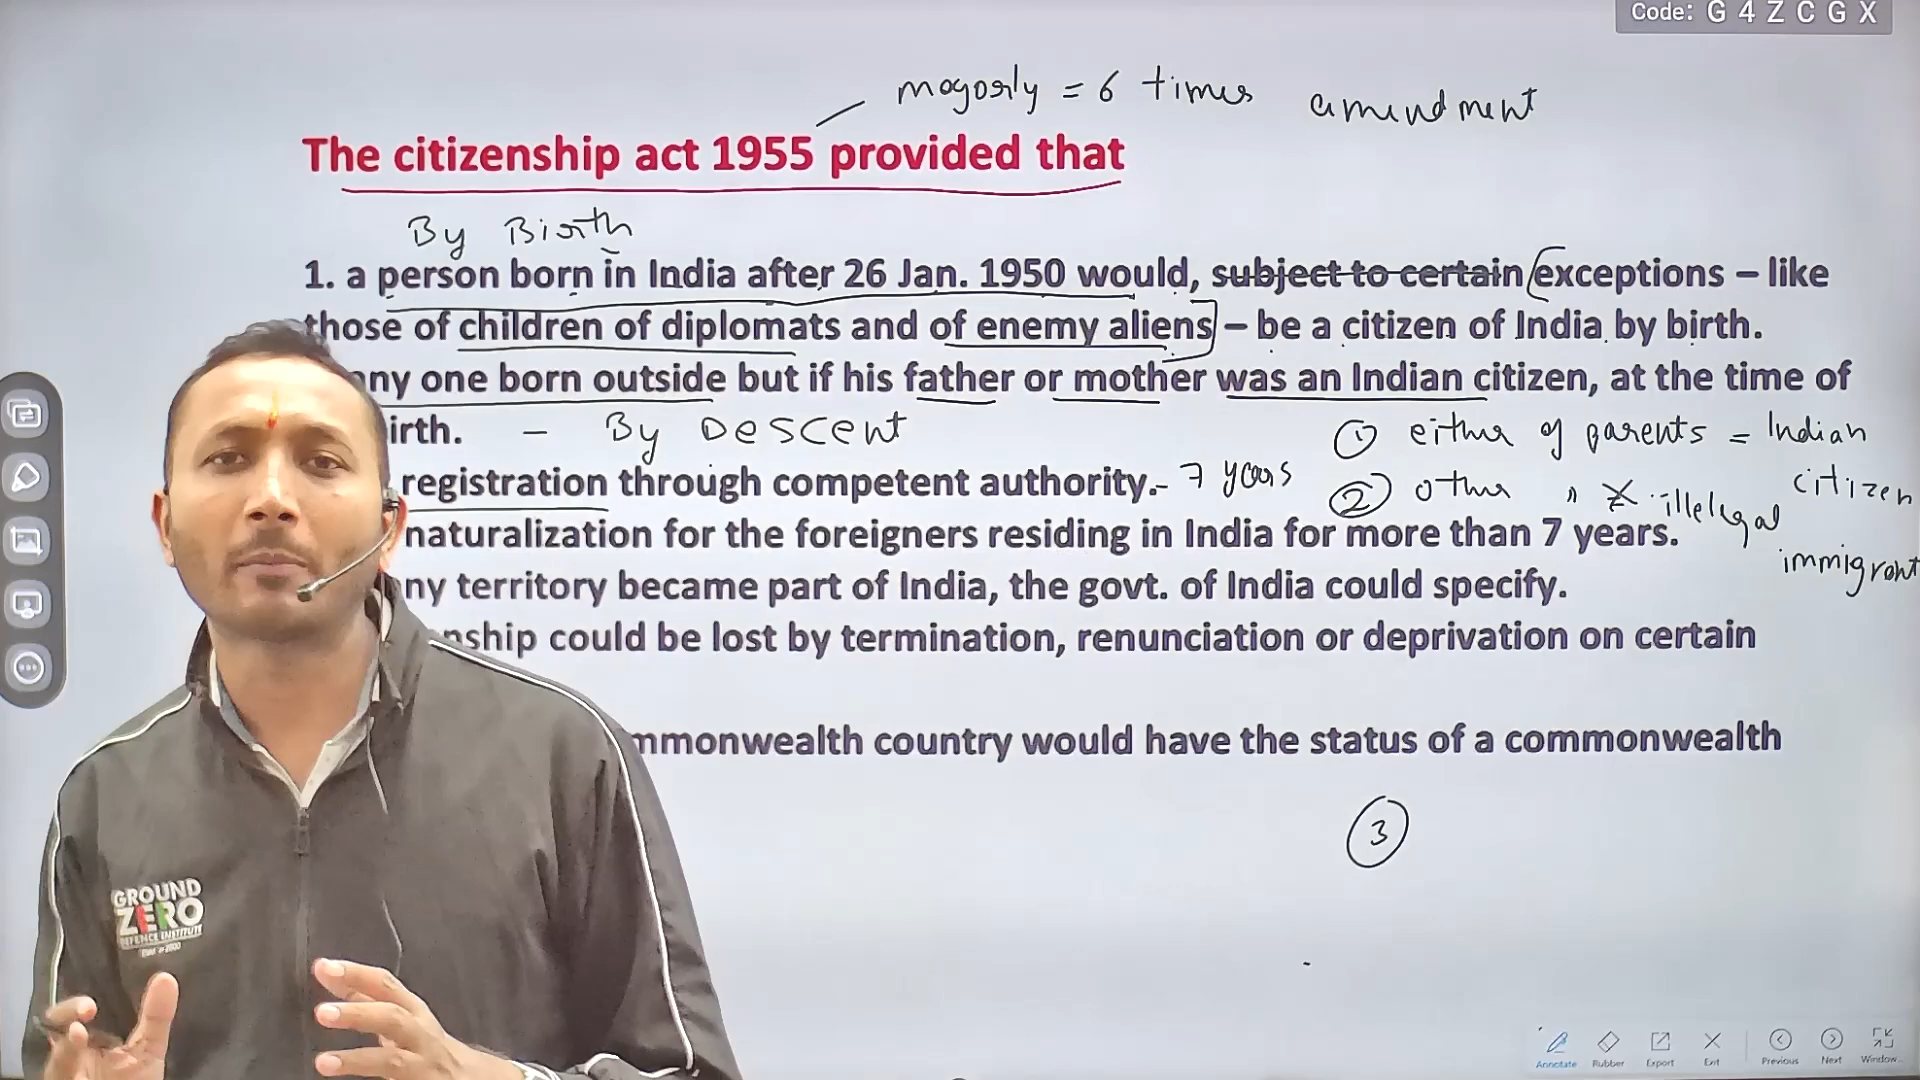 Code: G 4 Z C G X
mogorly = 6 times amendment
The citizenship act 1955 provided that
By Birth
1. a person born in India after 26 Jan. 1950 would, subject to certain exceptions – like
those of children of diplomats and of enemy aliens – be a citizen of India by birth.
ny one born outside but if his father or mother was an Indian citizen, at the time of
irth. – By Descent ① either of parents = Indian citizen
registration through competent authority.- 7 years ② other " illelegal immigrant
naturalization for the foreigners residing in India for more than 7 years.
ny territory became part of India, the govt. of India could specify.
nship could be lost by termination, renunciation or deprivation on certain
mmonwealth country would have the status of a commonwealth
③
GROUND
ZERO
DEFENCE INSTITUTE
Annotate Rubber Export Exit Previous Next Window...